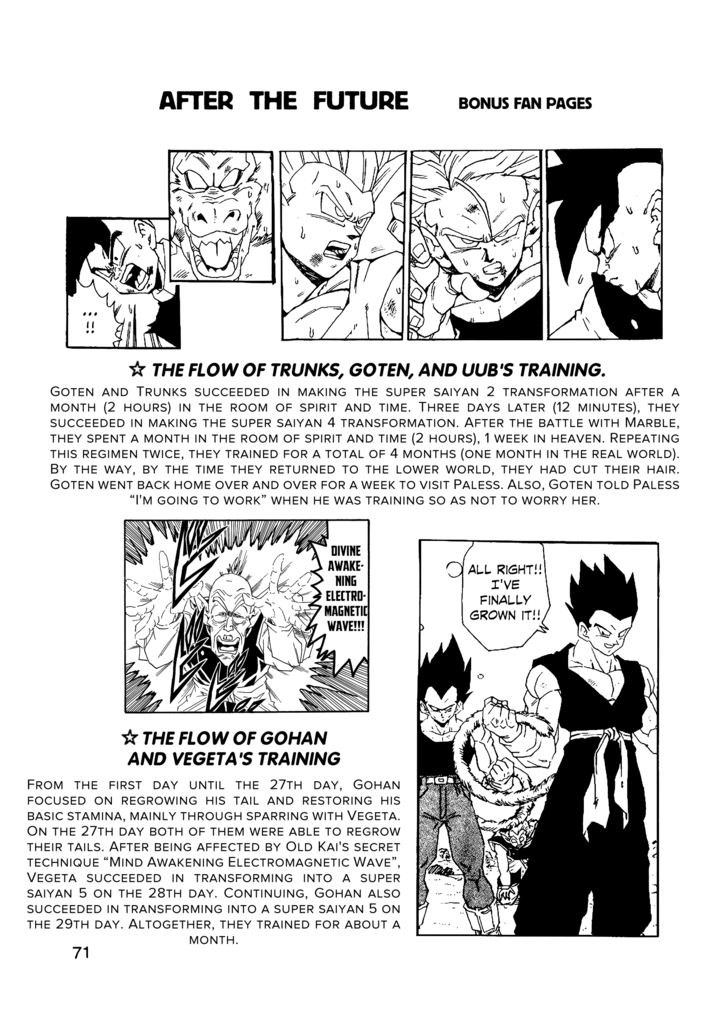 AFTER THE FUTURE BONUS FAN PAGES
...
!!
☆ THE FLOW OF TRUNKS, GOTEN, AND UUB'S TRAINING.
GOTEN AND TRUNKS SUCCEEDED IN MAKING THE SUPER SAIYAN 2 TRANSFORMATION AFTER A
MONTH (2 HOURS) IN THE ROOM OF SPIRIT AND TIME. THREE DAYS LATER (12 MINUTES), THEY
SUCCEEDED IN MAKING THE SUPER SAIYAN 4 TRANSFORMATION. AFTER THE BATTLE WITH MARBLE,
THEY SPENT A MONTH IN THE ROOM OF SPIRIT AND TIME (2 HOURS), 1 WEEK IN HEAVEN. REPEATING
THIS REGIMEN TWICE, THEY TRAINED FOR A TOTAL OF 4 MONTHS (ONE MONTH IN THE REAL WORLD).
BY THE WAY, BY THE TIME THEY RETURNED TO THE LOWER WORLD, THEY HAD CUT THEIR HAIR.
GOTEN WENT BACK HOME OVER AND OVER FOR A WEEK TO VISIT PALESS. ALSO, GOTEN TOLD PALESS
"I'M GOING TO WORK" WHEN HE WAS TRAINING SO AS NOT TO WORRY HER.
DIVINE
AWAKE-
NING
ELECTRO-
MAGNETIC
WAVE!!!
ALL RIGHT!!
I'VE
FINALLY
GROWN IT!!
☆ THE FLOW OF GOHAN
AND VEGETA'S TRAINING
FROM THE FIRST DAY UNTIL THE 27TH DAY, GOHAN
FOCUSED ON REGROWING HIS TAIL AND RESTORING HIS
BASIC STAMINA, MAINLY THROUGH SPARRING WITH VEGETA.
ON THE 27TH DAY BOTH OF THEM WERE ABLE TO REGROW
THEIR TAILS. AFTER BEING AFFECTED BY OLD KAI'S SECRET
TECHNIQUE "MIND AWAKENING ELECTROMAGNETIC WAVE",
VEGETA SUCCEEDED IN TRANSFORMING INTO A SUPER
SAIYAN 5 ON THE 28TH DAY. CONTINUING, GOHAN ALSO
SUCCEEDED IN TRANSFORMING INTO A SUPER SAIYAN 5 ON
THE 29TH DAY. ALTOGETHER, THEY TRAINED FOR ABOUT A
MONTH.
71